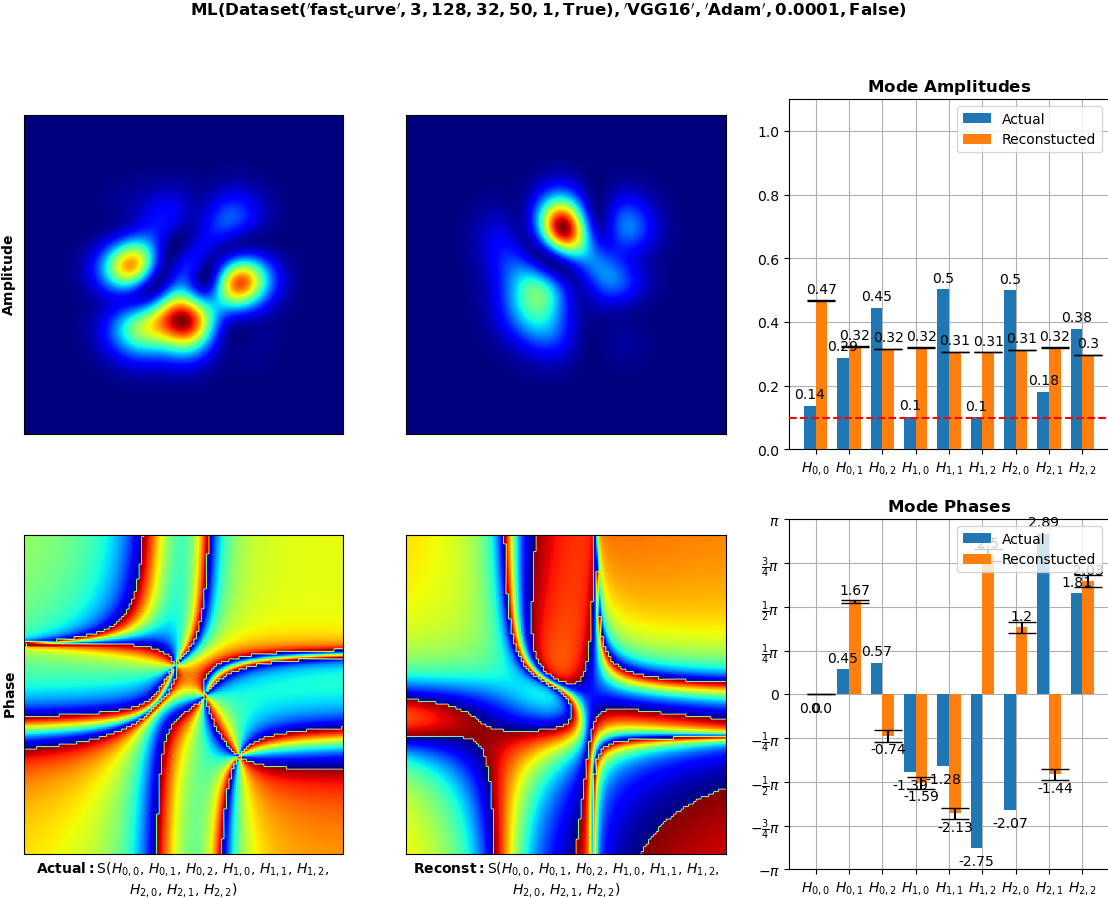 ML(Dataset(′fast_curve′, 3, 128, 32, 50, 1, True), ′VGG16′, ′Adam′, 0.0001, False)
Amplitude
Mode Amplitudes
Actual
Reconstucted
1.0
0.8
0.6
0.4
0.2
0.0
0.14 0.47 0.29 0.32 0.45 0.32 0.1 0.32 0.5 0.31 0.1 0.31 0.5 0.31 0.18 0.32 0.38 0.3
H0,0 H0,1 H0,2 H1,0 H1,1 H1,2 H2,0 H2,1 H2,2
Phase
Actual: S(H0,0, H0,1, H0,2, H1,0, H1,1, H1,2,
H2,0, H2,1, H2,2)
Reconst: S(H0,0, H0,1, H0,2, H1,0, H1,1, H1,2,
H2,0, H2,1, H2,2)
Mode Phases
Actual
Reconstucted
π
3/4π
1/2π
1/4π
0
−1/4π
−1/2π
−3/4π
−π
0.0 0.0 0.45 1.67 0.57 -0.74 -1.39 -1.59 -1.28 -2.13 -2.75 2.5 -2.07 1.2 2.89 -1.44 1.81 2.03
H0,0 H0,1 H0,2 H1,0 H1,1 H1,2 H2,0 H2,1 H2,2